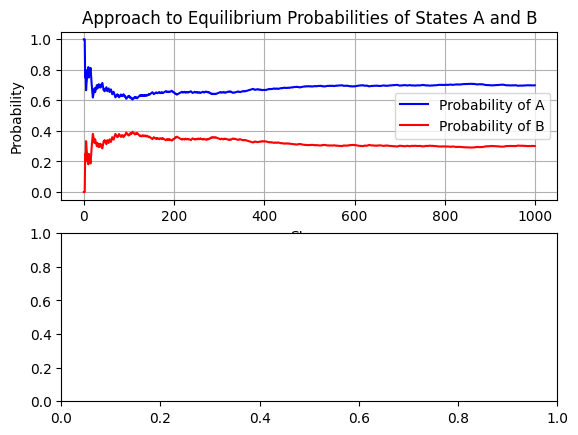 Approach to Equilibrium Probabilities of States A and B
1.0
0.8
0.6
0.4
0.2
0.0
Probability
Probability of A
Probability of B
0 200 400 600 800 1000
1.0
0.8
0.6
0.4
0.2
0.0
0.0 0.2 0.4 0.6 0.8 1.0